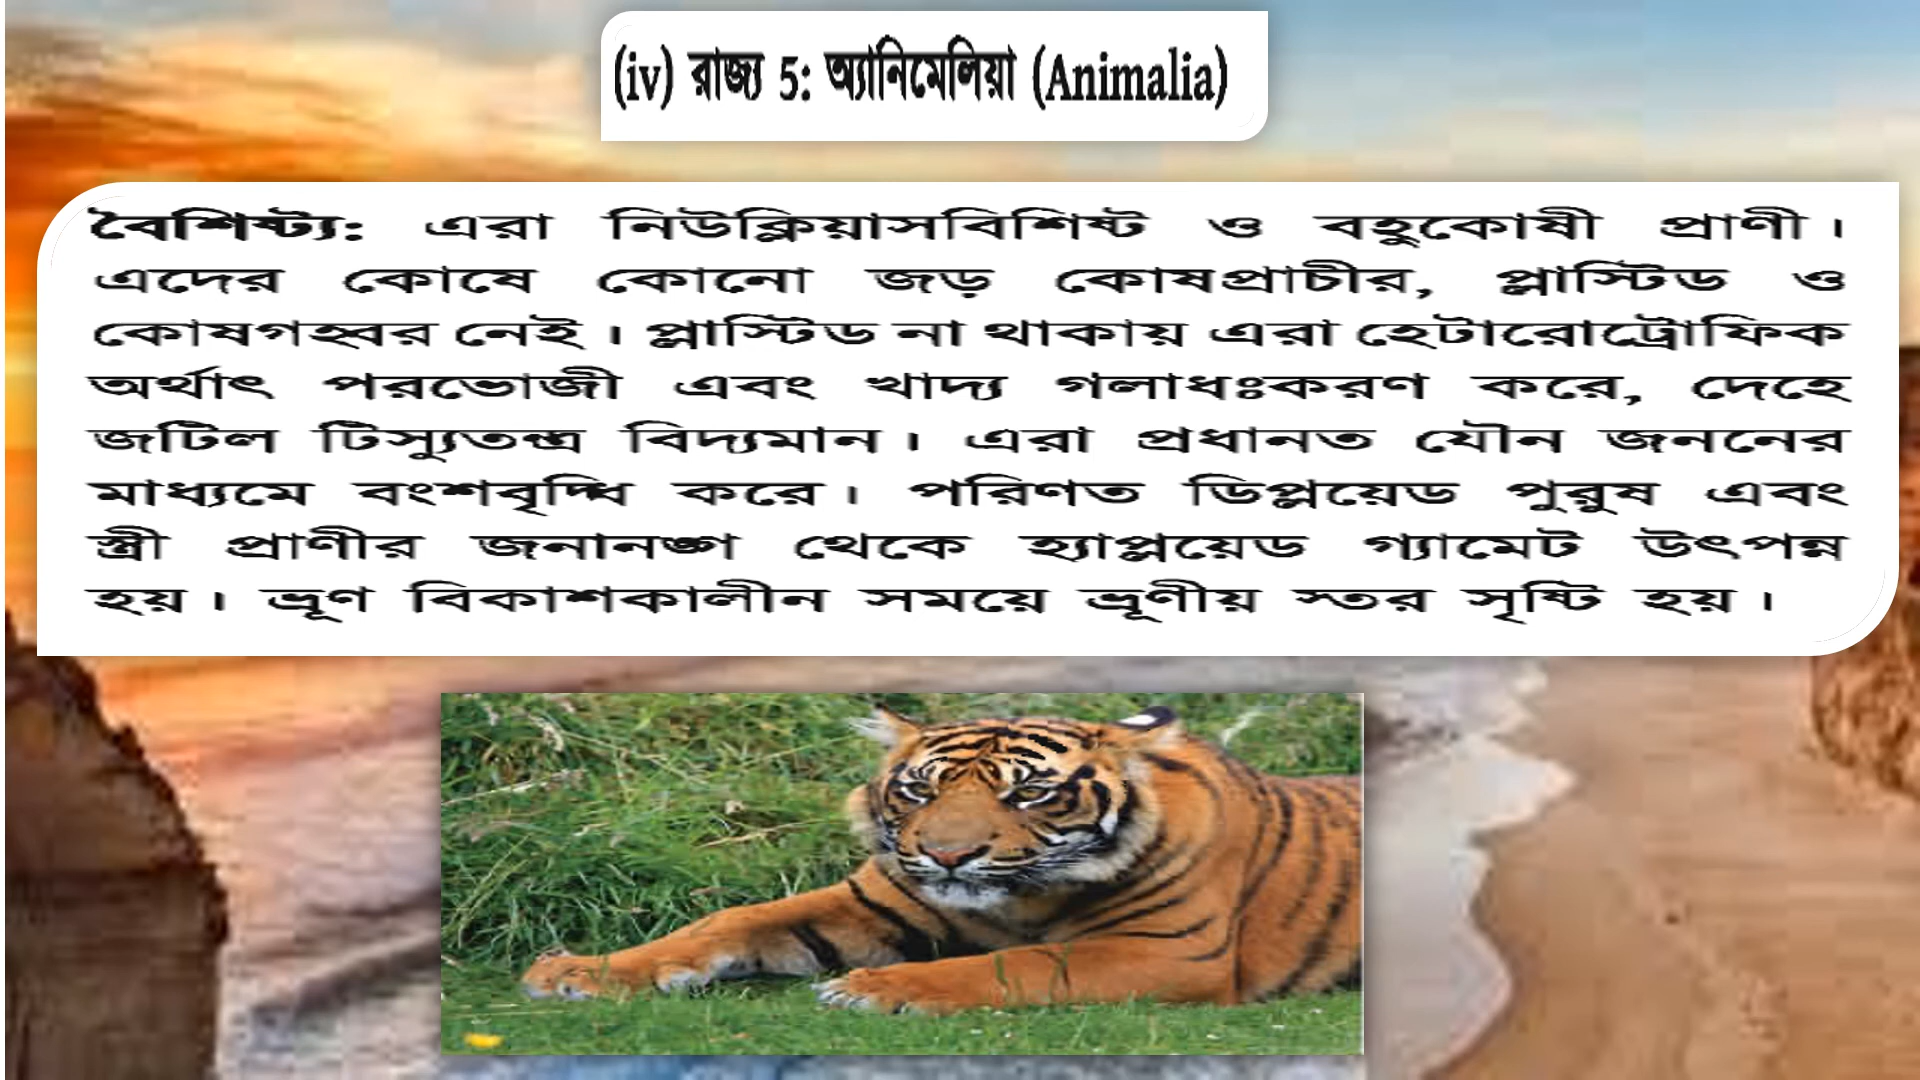 (iv) রাজ্য 5: অ্যানিমেলিয়া (Animalia)
বৈশিষ্ট্য: এরা নিউক্লিয়াসবিশিষ্ট ও বহুকোষী প্রাণী।
এদের কোষে কোনো জড় কোষপ্রাচীর, প্লাস্টিড ও
কোষগহ্বর নেই। প্লাস্টিড না থাকায় এরা হেটারোট্রোফিক
অর্থাৎ পরভোজী এবং খাদ্য গলাধঃকরণ করে, দেহে
জটিল টিস্যুতন্ত্র বিদ্যমান। এরা প্রধানত যৌন জননের
মাধ্যমে বংশবৃদ্ধি করে। পরিণত ডিপ্লয়েড পুরুষ এবং
স্ত্রী প্রাণীর জনানঙ্গ থেকে হ্যাপ্লয়েড গ্যামেট উৎপন্ন
হয়। ভ্রূণ বিকাশকালীন সময়ে ভ্রূণীয় স্তর সৃষ্টি হয়।